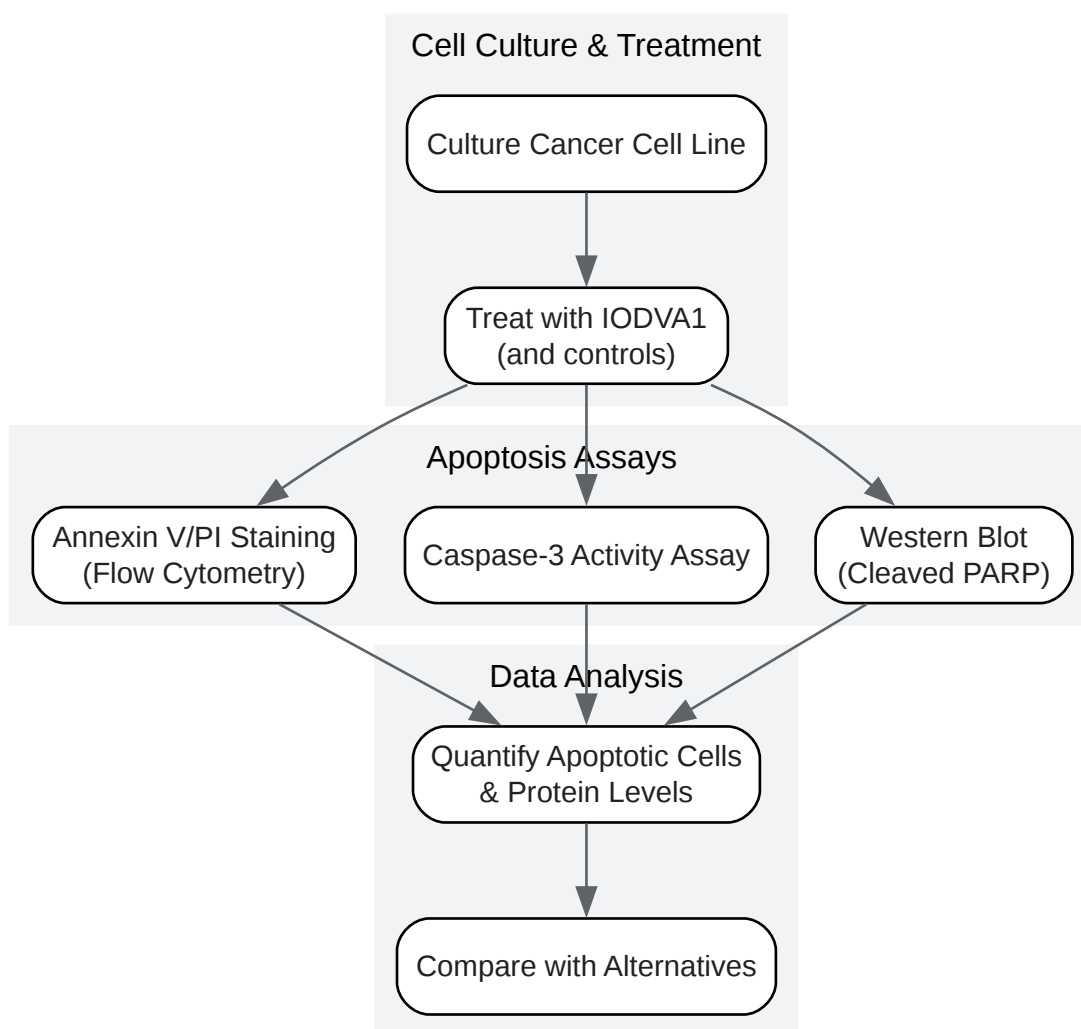 Cell Culture & Treatment
Culture Cancer Cell Line
Treat with IODVA1
(and controls)
Apoptosis Assays
Annexin V/PI Staining
(Flow Cytometry)
Caspase-3 Activity Assay
Western Blot
(Cleaved PARP)
Data Analysis
Quantify Apoptotic Cells
& Protein Levels
Compare with Alternatives